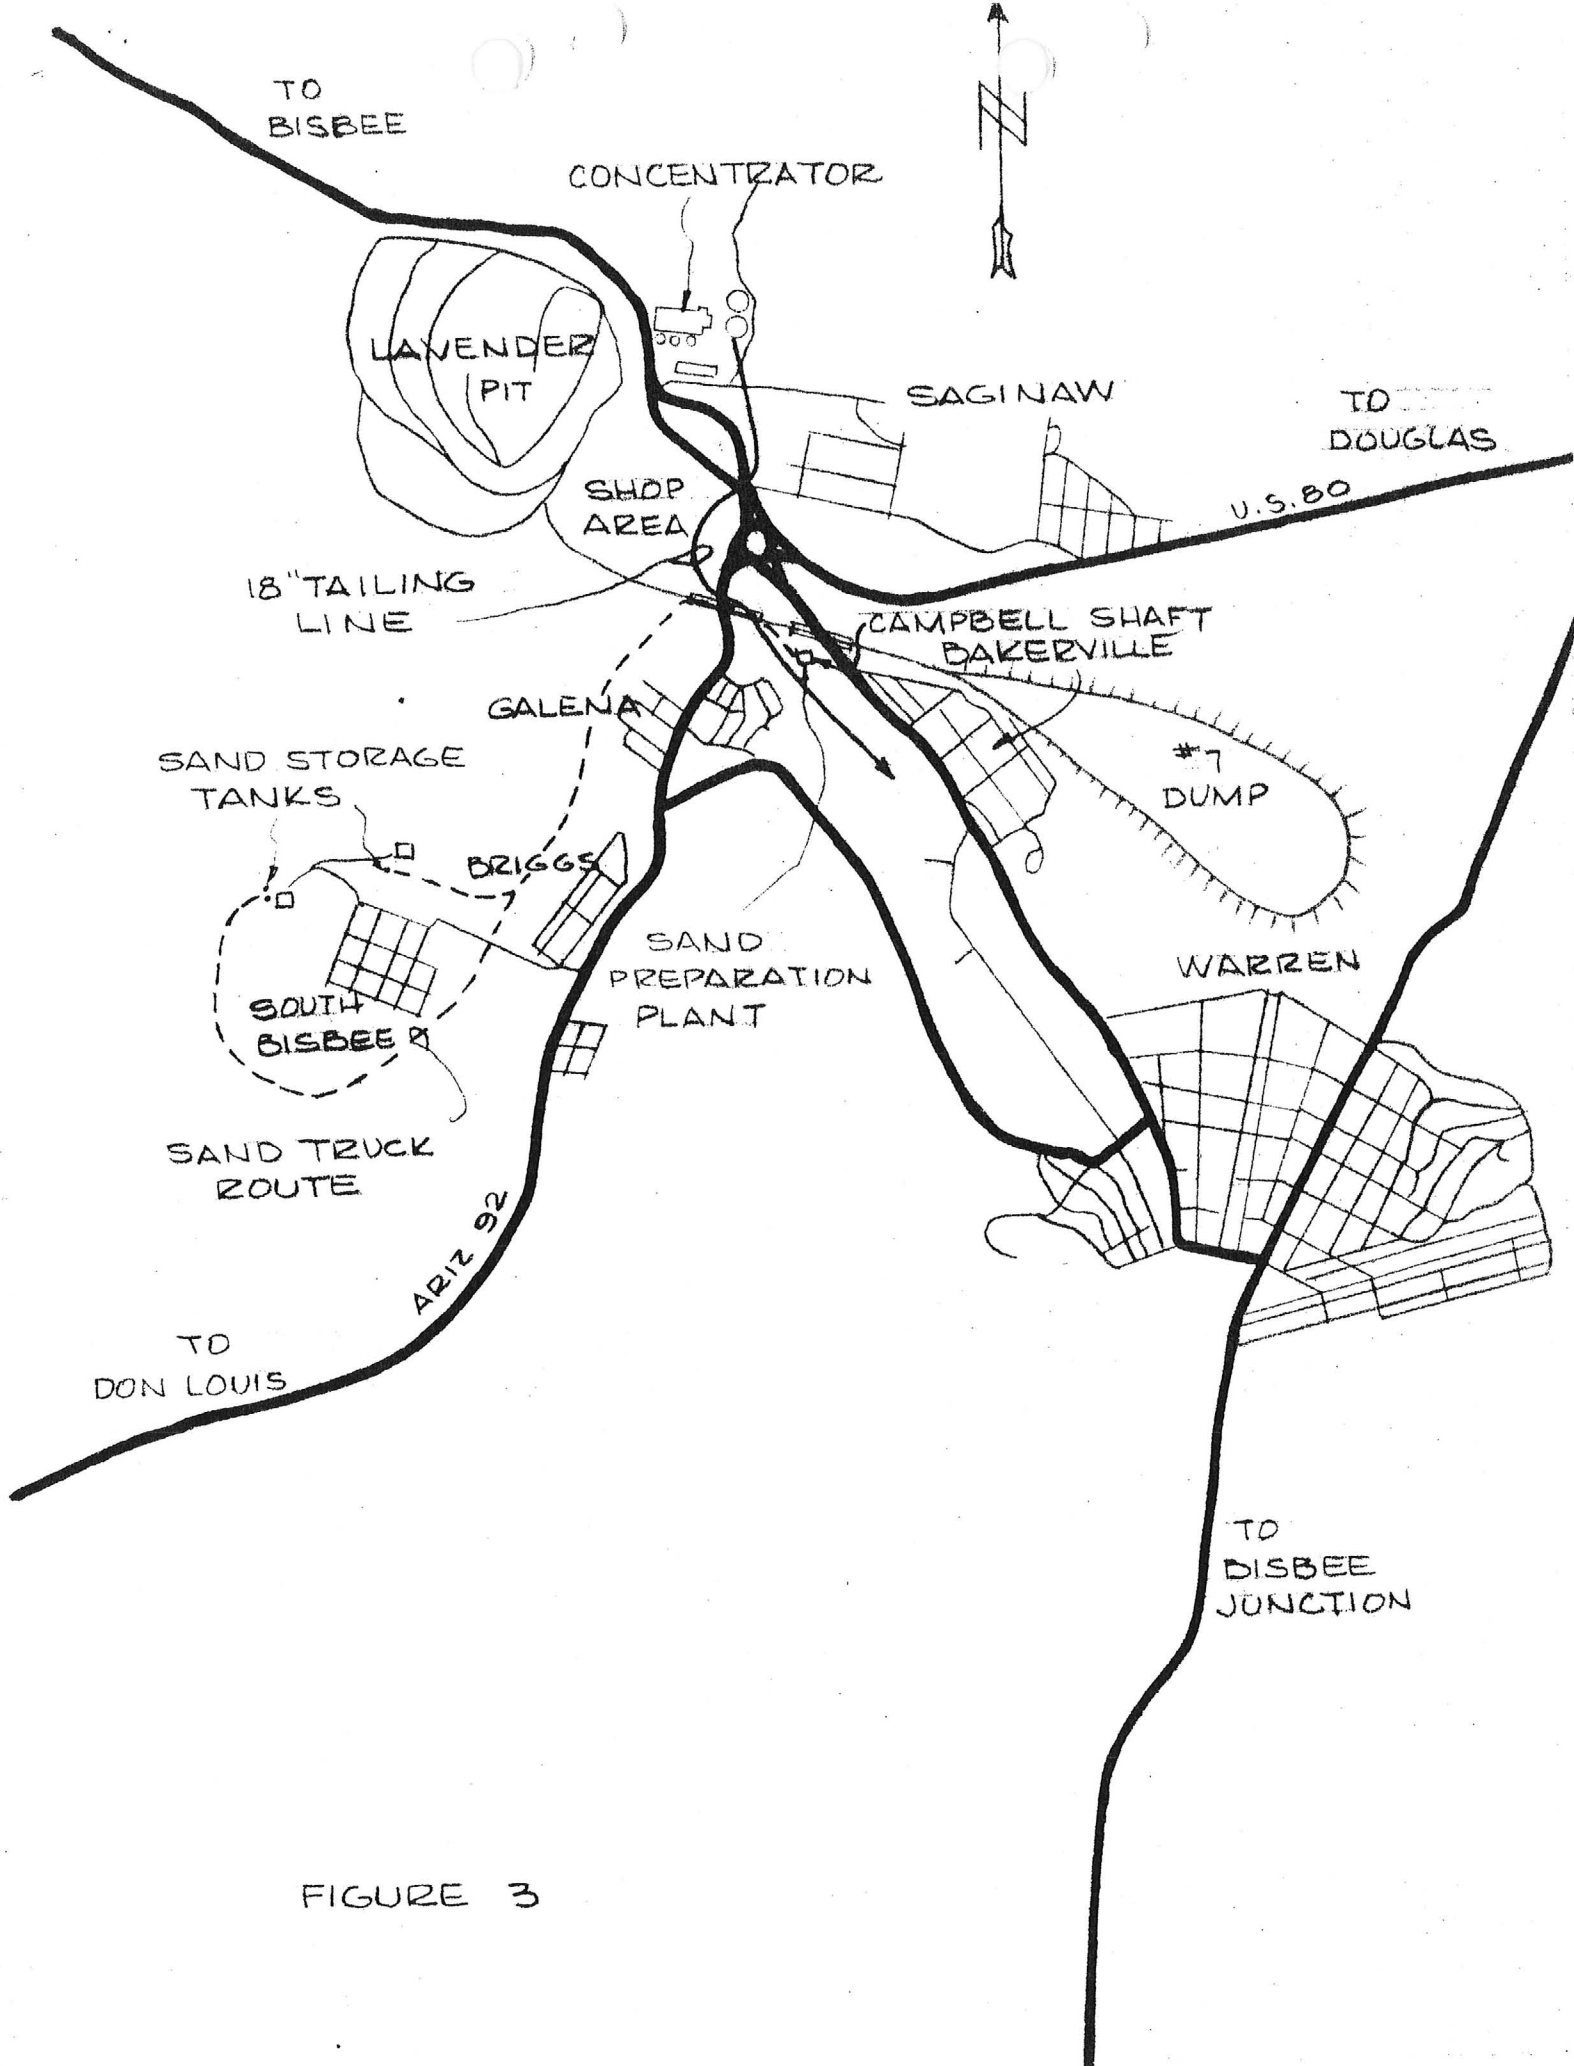 TO
BISBEE
N
CONCENTRATOR
LAVENDER
PIT
SAGINAW
TO
DOUGLAS
U.S. 80
SHOP
AREA
18" TAILING
LINE
CAMPBELL SHAFT
BAKERVILLE
GALENA
SAND STORAGE
TANKS
#7
DUMP
BRIGGS
SAND
PREPARATION
PLANT
WARREN
SOUTH
BISBEE
SAND TRUCK
ROUTE
ARIZ 92
TO
DON LOUIS
TO
BISBEE
JUNCTION
FIGURE 3